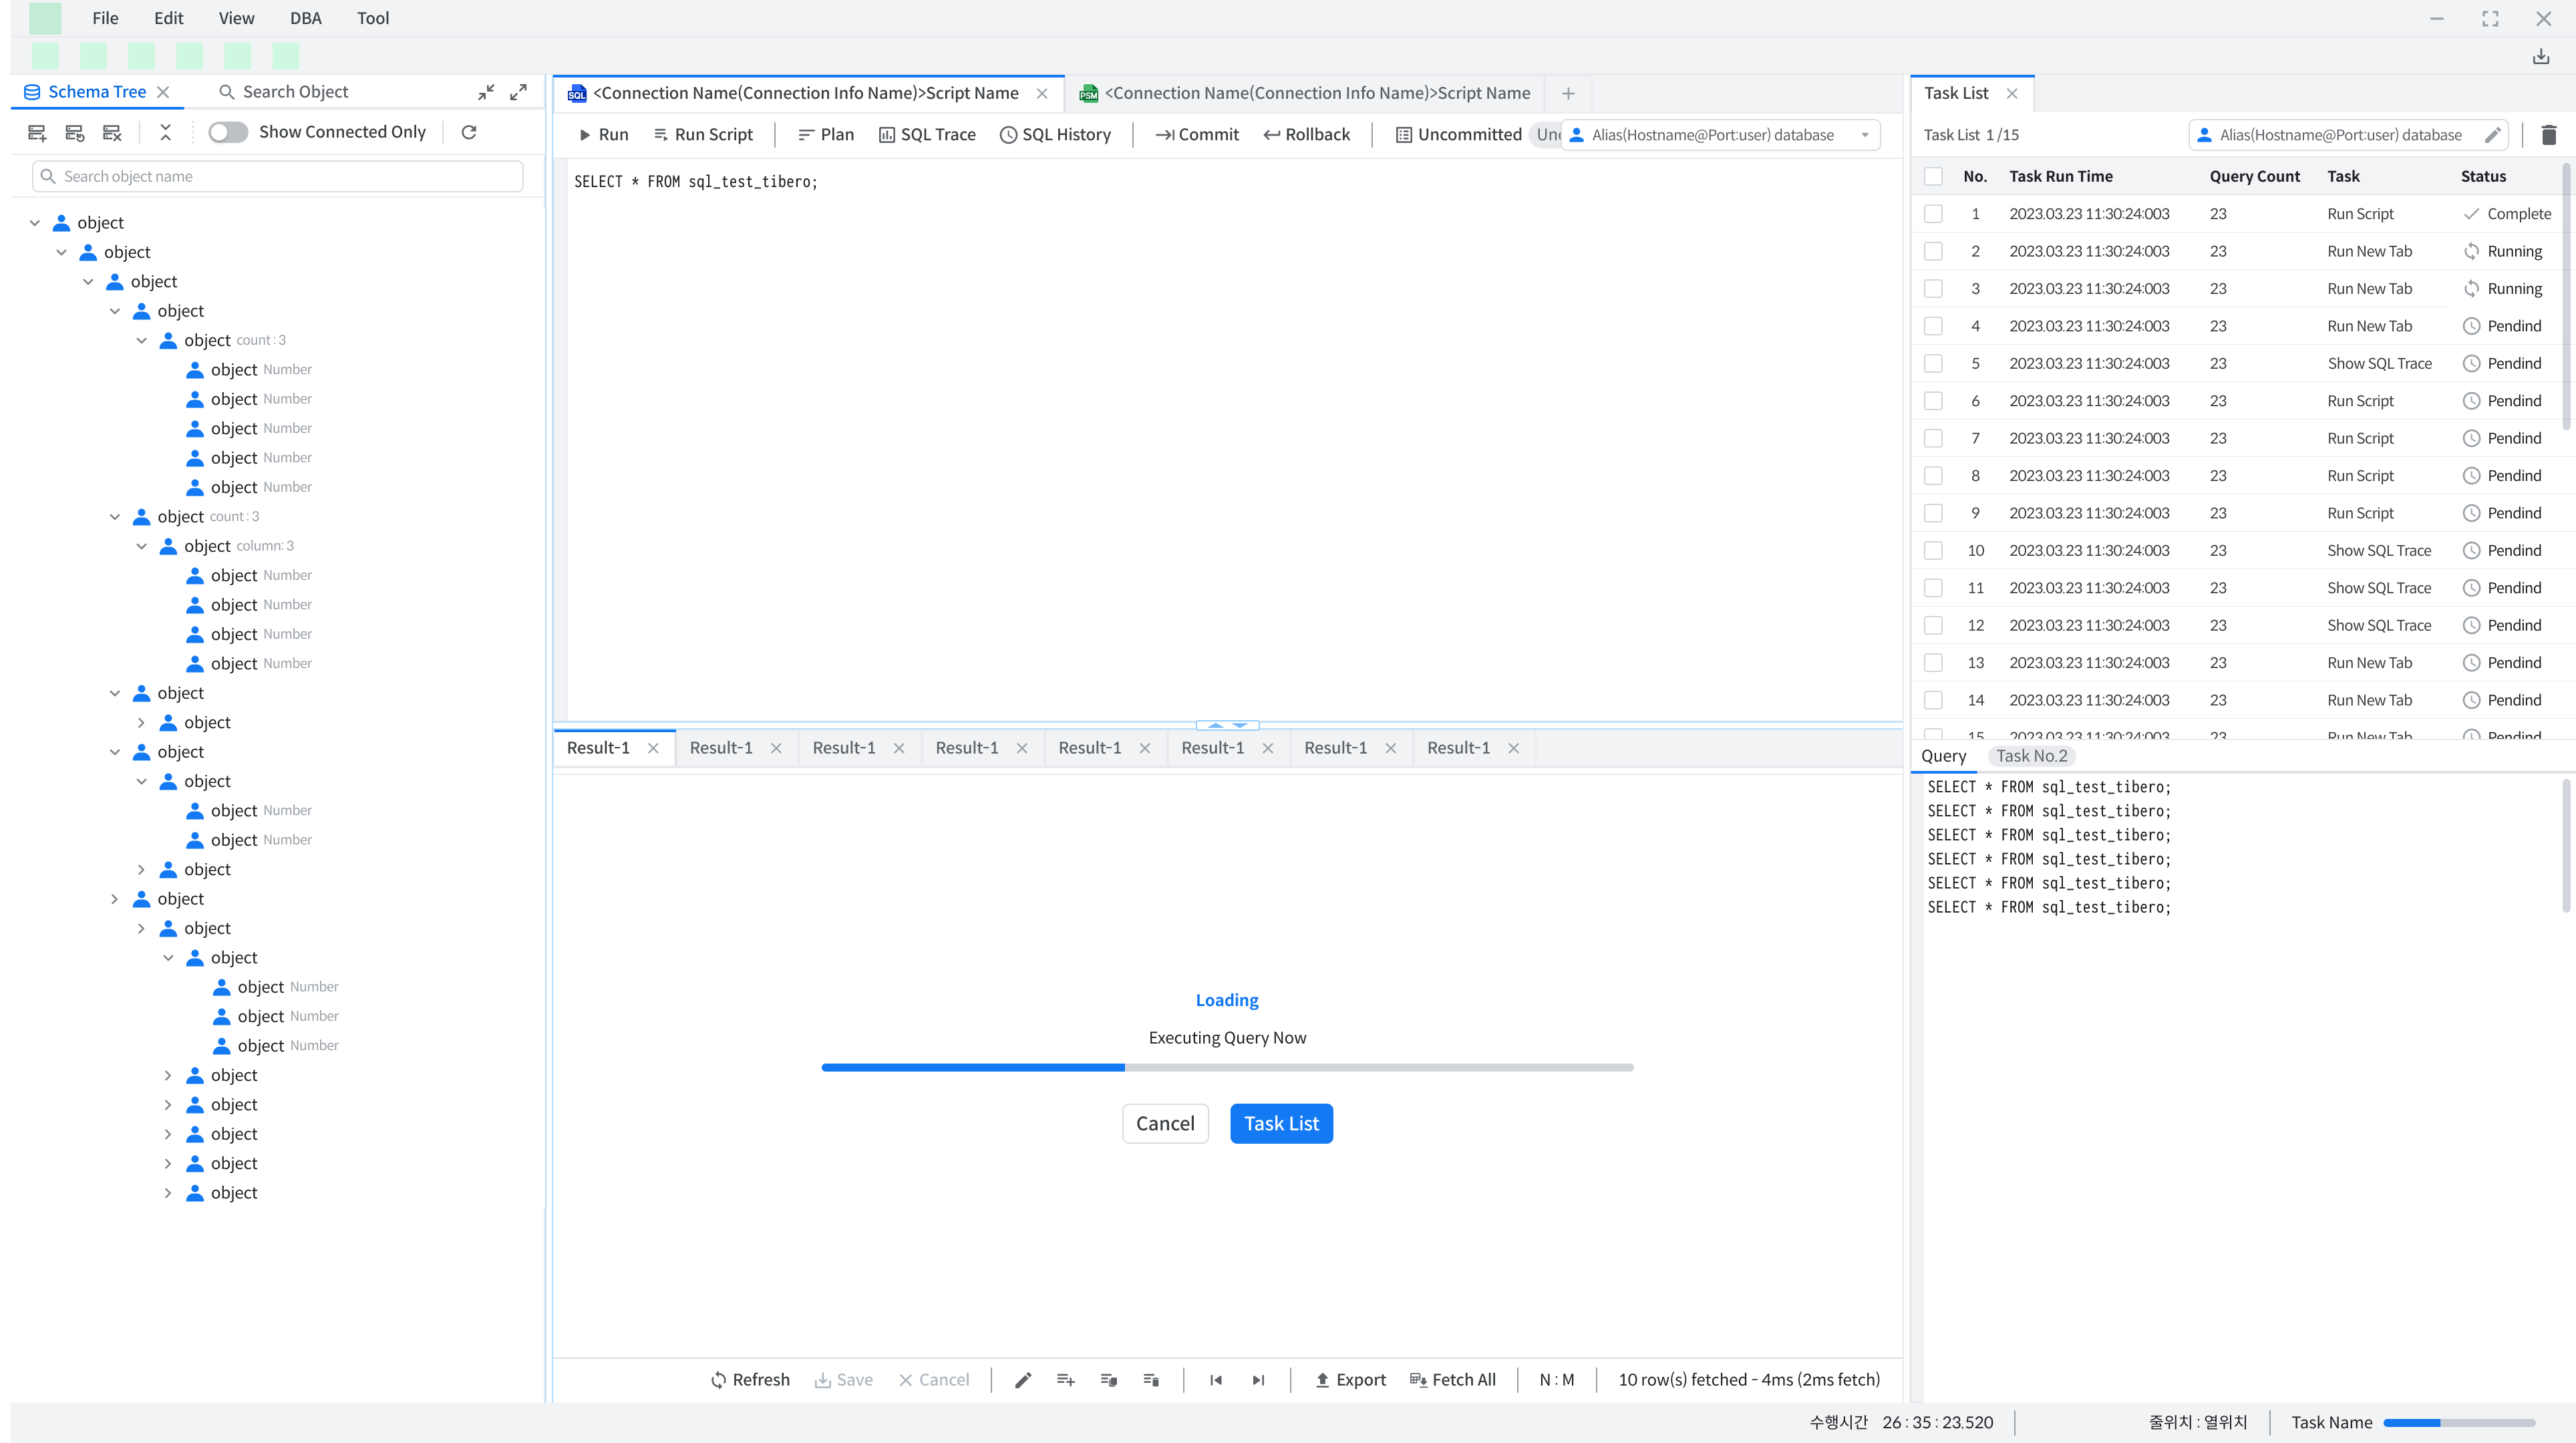 File Edit View DBA Tool
Schema Tree
Search Object
Show Connected Only
Search object name
object
object
object
object
object count : 3
object Number
object Number
object Number
object Number
object Number
object count : 3
object column: 3
object Number
object Number
object Number
object Number
object
object
object
object
object Number
object Number
object
object
object
object
object Number
object Number
object Number
object
object
object
object
object
SQL <Connection Name(Connection Info Name)>Script Name
PSM <Connection Name(Connection Info Name)>Script Name
Run Run Script Plan SQL Trace SQL History Commit Rollback Uncommitted Unc Alias(Hostname@Port:user) database
SELECT * FROM sql_test_tibero;
Result-1 Result-1 Result-1 Result-1 Result-1 Result-1 Result-1 Result-1
Loading
Executing Query Now
Cancel Task List
Refresh Save Cancel Export Fetch All N : M 10 row(s) fetched - 4ms (2ms fetch)
Task List
Task List 1 /15 Alias(Hostname@Port:user) database
No. Task Run Time Query Count Task Status
1 2023.03.23 11:30:24:003 23 Run Script Complete
2 2023.03.23 11:30:24:003 23 Run New Tab Running
3 2023.03.23 11:30:24:003 23 Run New Tab Running
4 2023.03.23 11:30:24:003 23 Run New Tab Pendind
5 2023.03.23 11:30:24:003 23 Show SQL Trace Pendind
6 2023.03.23 11:30:24:003 23 Run Script Pendind
7 2023.03.23 11:30:24:003 23 Run Script Pendind
8 2023.03.23 11:30:24:003 23 Run Script Pendind
9 2023.03.23 11:30:24:003 23 Run Script Pendind
10 2023.03.23 11:30:24:003 23 Show SQL Trace Pendind
11 2023.03.23 11:30:24:003 23 Show SQL Trace Pendind
12 2023.03.23 11:30:24:003 23 Show SQL Trace Pendind
13 2023.03.23 11:30:24:003 23 Run New Tab Pendind
14 2023.03.23 11:30:24:003 23 Run New Tab Pendind
15 2023.03.23 11:30:24:003 23 Run New Tab Pendind
Query Task No.2
SELECT * FROM sql_test_tibero;
SELECT * FROM sql_test_tibero;
SELECT * FROM sql_test_tibero;
SELECT * FROM sql_test_tibero;
SELECT * FROM sql_test_tibero;
SELECT * FROM sql_test_tibero;
수행시간 26 : 35 : 23.520 줄위치 : 열위치 Task Name